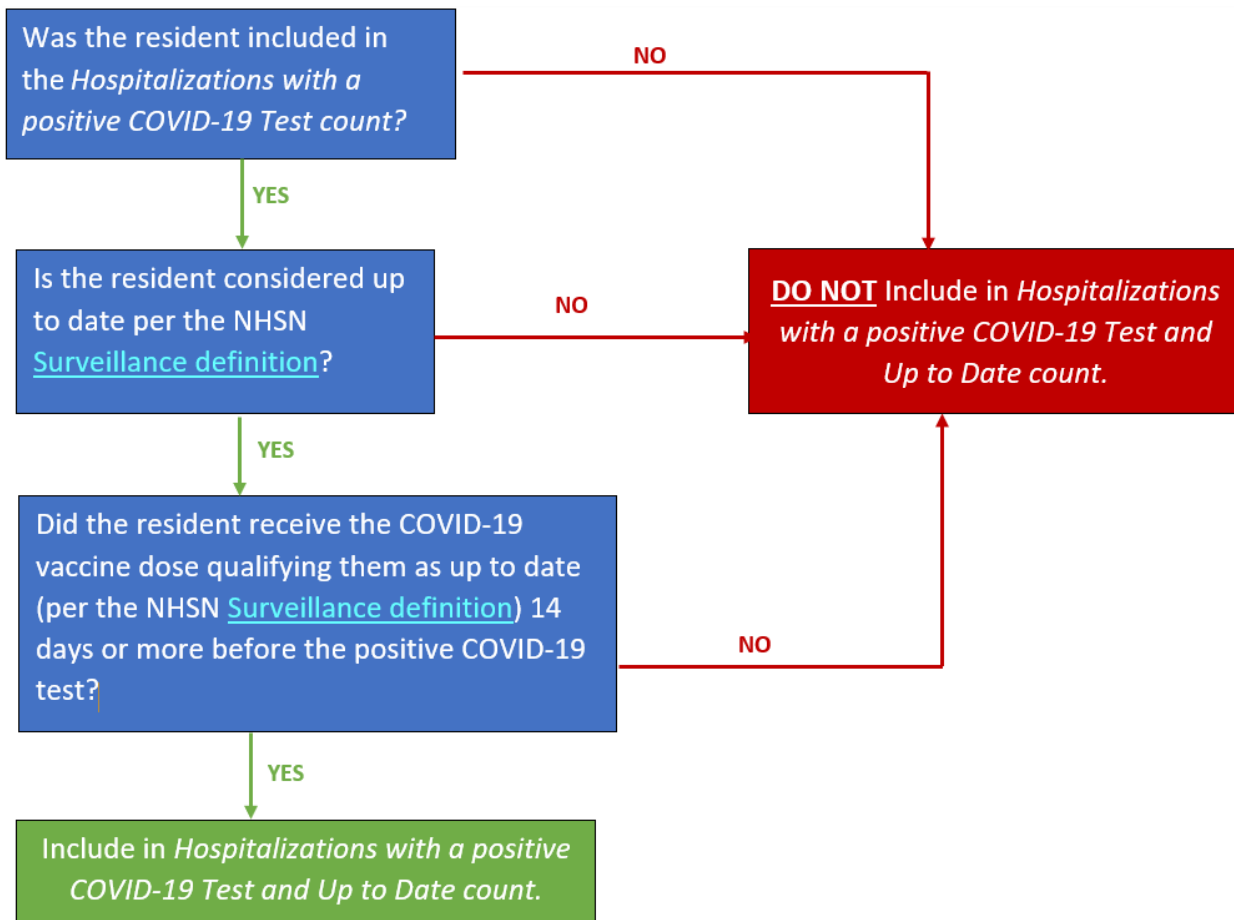 Was the resident included in
the Hospitalizations with a
positive COVID-19 Test count?
NO
YES
Is the resident considered up
to date per the NHSN
Surveillance definition?
NO
DO NOT Include in Hospitalizations
with a positive COVID-19 Test and
Up to Date count.
YES
Did the resident receive the COVID-19
vaccine dose qualifying them as up to date
(per the NHSN Surveillance definition) 14
days or more before the positive COVID-19
test?
NO
YES
Include in Hospitalizations with a positive
COVID-19 Test and Up to Date count.